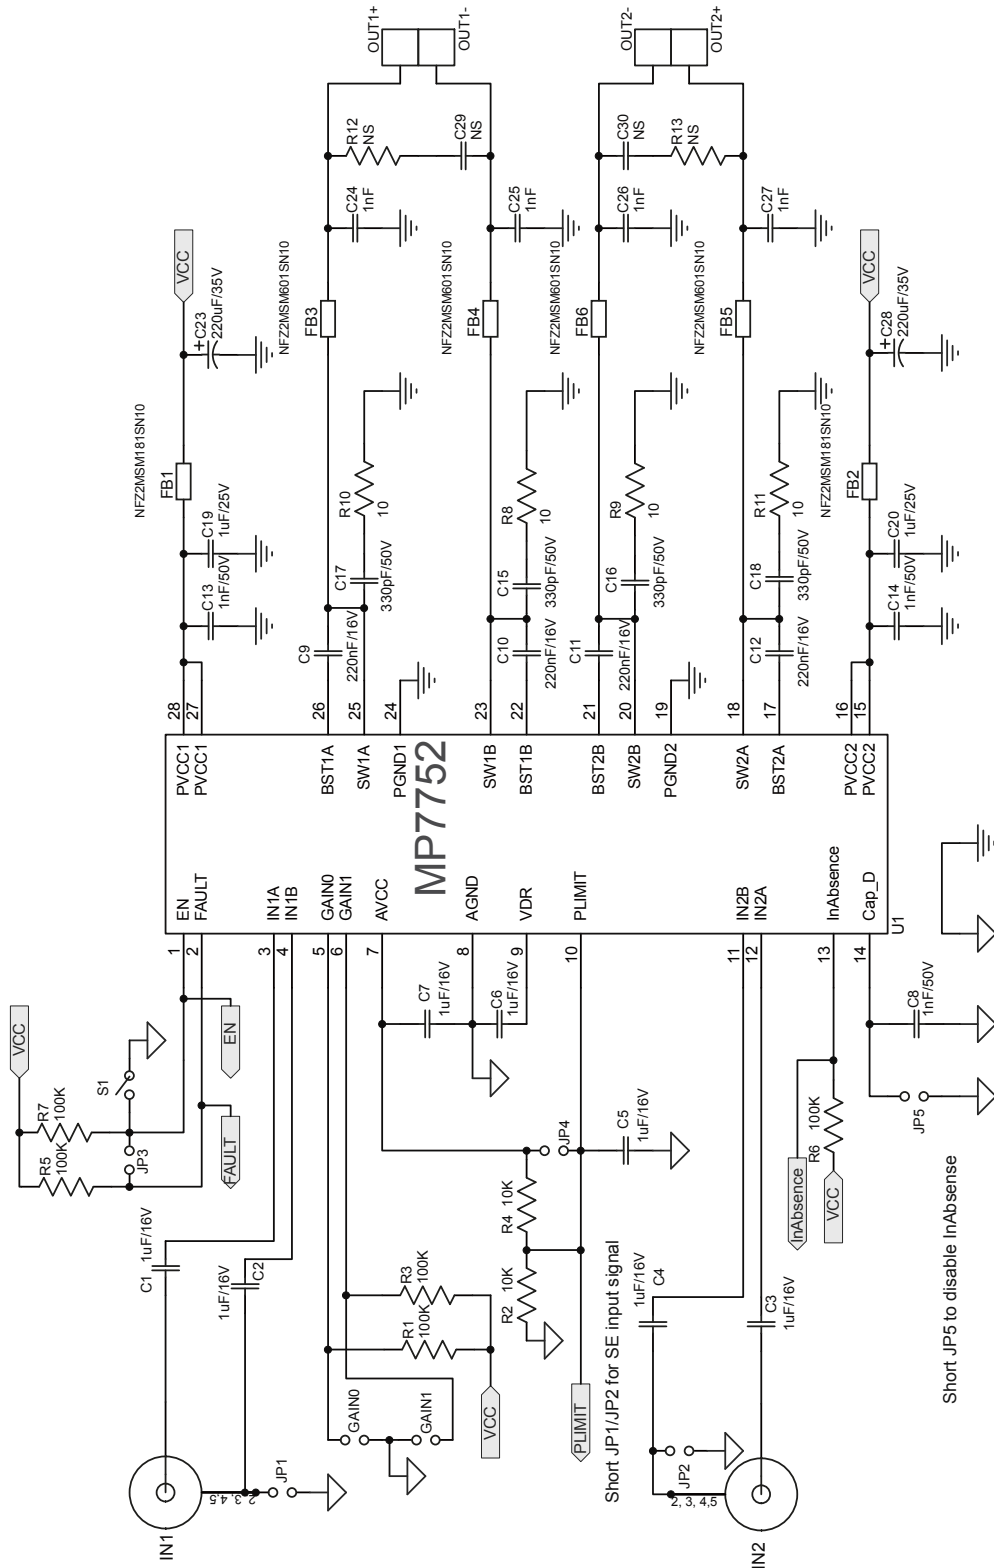 OUT1+
OUT1-
OUT2-
OUT2+
R12
NS
C29
NS
C30
NS
R13
NS
C24
1nF
C25
1nF
C26
1nF
C27
1nF
VCC
C23
+
220uF/35V
NFZ2MSM601SN10
FB3
NFZ2MSM601SN10
FB4
NFZ2MSM601SN10
FB6
NFZ2MSM601SN10
FB5
VCC
C28
+
220uF/35V
NFZ2MSM181SN10
FB1
C19
1uF/25V
C13
1nF/50V
R10
10
C17
330pF/50V
C9
220nF/16V
R8
10
C15
330pF/50V
C10
220nF/16V
R9
10
C16
330pF/50V
C11
220nF/16V
R11
10
C18
330pF/50V
C12
220nF/16V
NFZ2MSM181SN10
FB2
C20
1uF/25V
C14
1nF/50V
28
27
26
25
24
23
22
21
20
19
18
17
16
15
PVCC1
PVCC1
BST1A
SW1A
PGND1
SW1B
BST1B
BST2B
SW2B
PGND2
SW2A
BST2A
PVCC2
PVCC2
MP7752
EN
FAULT
IN1A
IN1B
GAIN0
GAIN1
AVCC
AGND
VDR
PLIMIT
IN2B
IN2A
InAbsence
Cap_D
U1
1
2
3
4
5
6
7
8
9
10
11
12
13
14
VCC
R7
100K
R5
100K
S1
JP3
EN
FAULT
C7
1uF/16V
C6
1uF/16V
C8
1nF/50V
C1
1uF/16V
C2
1uF/16V
R3
100K
R1
100K
GAIN0
GAIN1
VCC
JP4
R4
10K
R2
10K
C5
1uF/16V
PLIMIT
InAbsence
R6
100K
VCC
JP5
C4
1uF/16V
C3
1uF/16V
Short JP1/JP2 for SE input signal
Short JP5 to disable InAbsense
IN1
2, 3, 4,5
JP1
IN2
2, 3, 4,5
JP2